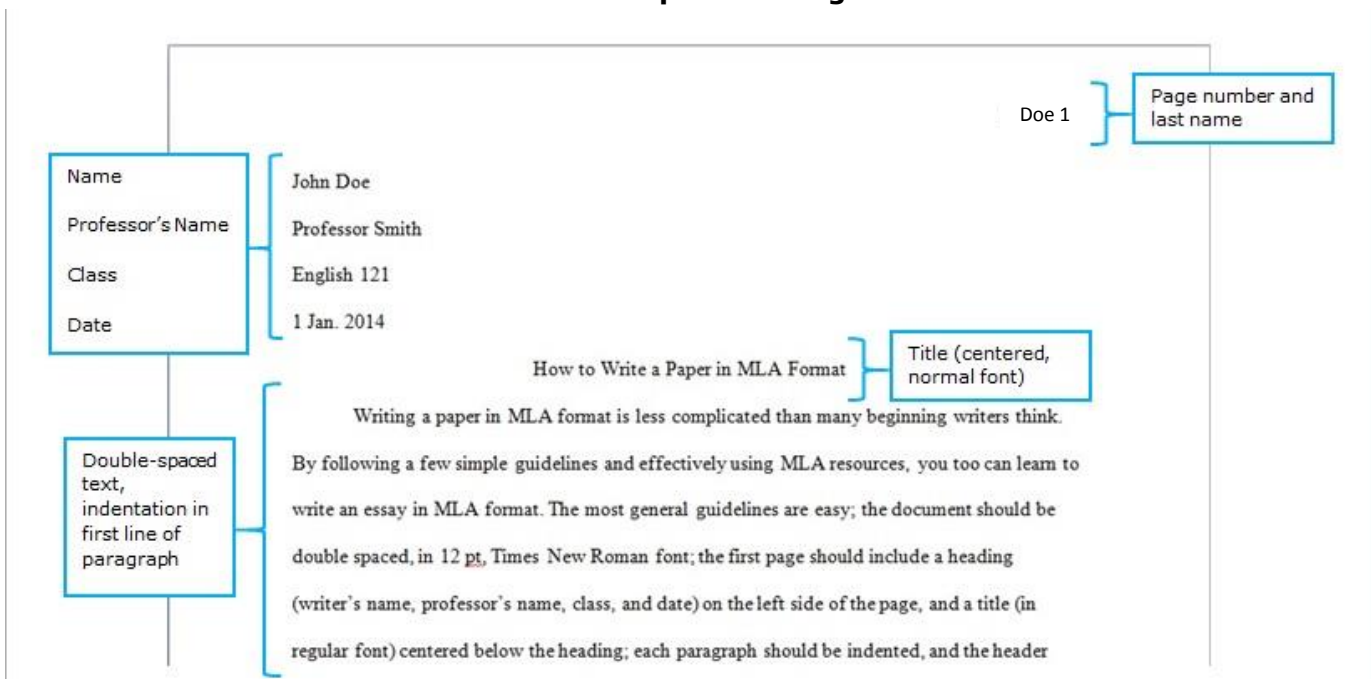 Doe 1
Page number and
last name
Name
Professor's Name
Class
Date
John Doe
Professor Smith
English 121
1 Jan. 2014
How to Write a Paper in MLA Format
Title (centered,
normal font)
Double-spaced
text,
indentation in
first line of
paragraph
Writing a paper in MLA format is less complicated than many beginning writers think.
By following a few simple guidelines and effectively using MLA resources, you too can learn to
write an essay in MLA format. The most general guidelines are easy; the document should be
double spaced, in 12 pt, Times New Roman font; the first page should include a heading
(writer's name, professor's name, class, and date) on the left side of the page, and a title (in
regular font) centered below the heading; each paragraph should be indented, and the header